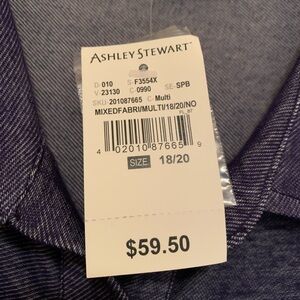 ASHLEY STEWART
D-010 S-F3554X
V-23130 C-0990 SE-SPB
SKU-201087665 C-Multi
MIXEDFABRI/MULTI/18/20/NO
4 02010 87665 9
SIZE 18/20
$59.50